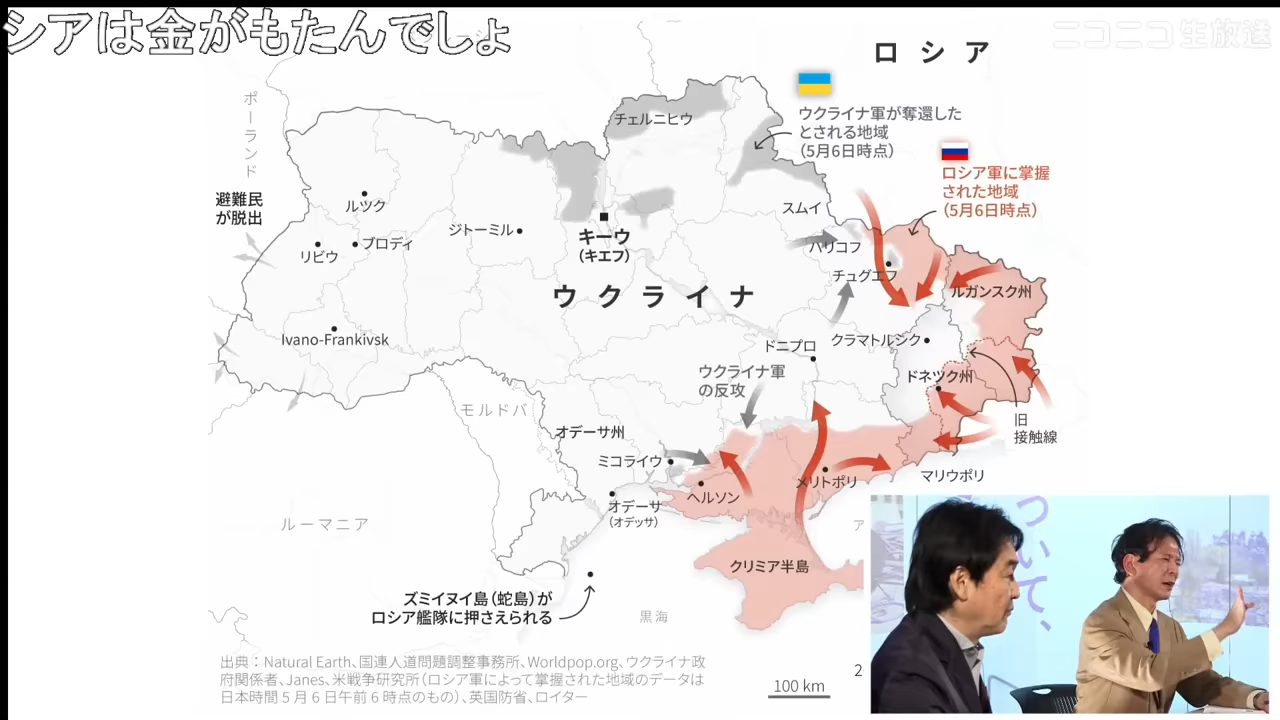 シアは金がもたんでしょ
ニコニコ生放送
ロシア
ポーランド
チェルニヒウ
ウクライナ軍が奪還した
とされる地域
（5月6日時点）
ロシア軍に掌握
された地域
（5月6日時点）
避難民
が脱出
ルツク
スムイ
ジトーミル
キーウ
（キエフ）
ブロディ
リビウ
ハリコフ
チュグエフ
ウクライナ
ルガンスク州
Ivano-Frankivsk
ドニプロ
クラマトルシク
ウクライナ軍
の反攻
ドネツク州
モルドバ
旧
接触線
オデーサ州
ミコライウ
メリトポリ
マリウポリ
ヘルソン
オデーサ
（オデッサ）
ルーマニア
ア
クリミア半島
ズミイヌイ島（蛇島）が
ロシア艦隊に押さえられる
黒海
出典：Natural Earth、国連人道問題調整事務所、Worldpop.org、ウクライナ政
府関係者、Janes、米戦争研究所（ロシア軍によって掌握された地域のデータは
日本時間５月６日午前６時点のもの）、英国防省、ロイター
100 km
2
ついて、